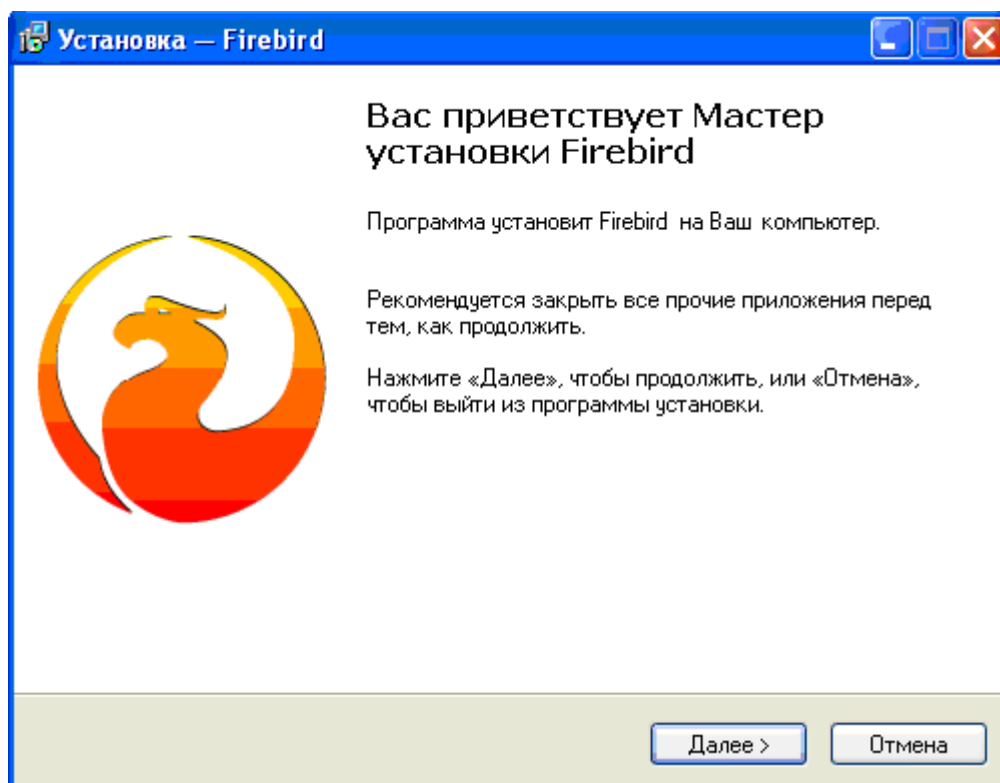 Установка — Firebird
Вас приветствует Мастер
установки Firebird
Программа установит Firebird на Ваш компьютер.
Рекомендуется закрыть все прочие приложения перед
тем, как продолжить.
Нажмите «Далее», чтобы продолжить, или «Отмена»,
чтобы выйти из программы установки.
Далее >
Отмена